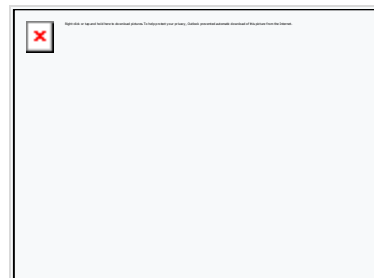 Right-click or tap and hold here to download pictures. To help protect your privacy, Outlook prevented automatic download of this picture from the Internet.